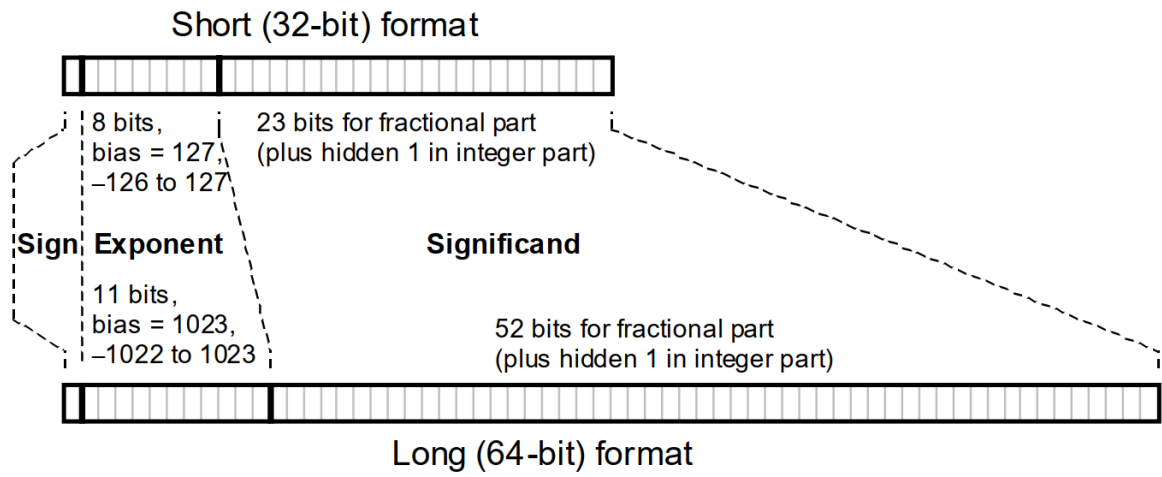 Short (32-bit) format
8 bits,
bias = 127,
–126 to 127
23 bits for fractional part
(plus hidden 1 in integer part)
Sign Exponent Significand
11 bits,
bias = 1023,
–1022 to 1023
52 bits for fractional part
(plus hidden 1 in integer part)
Long (64-bit) format